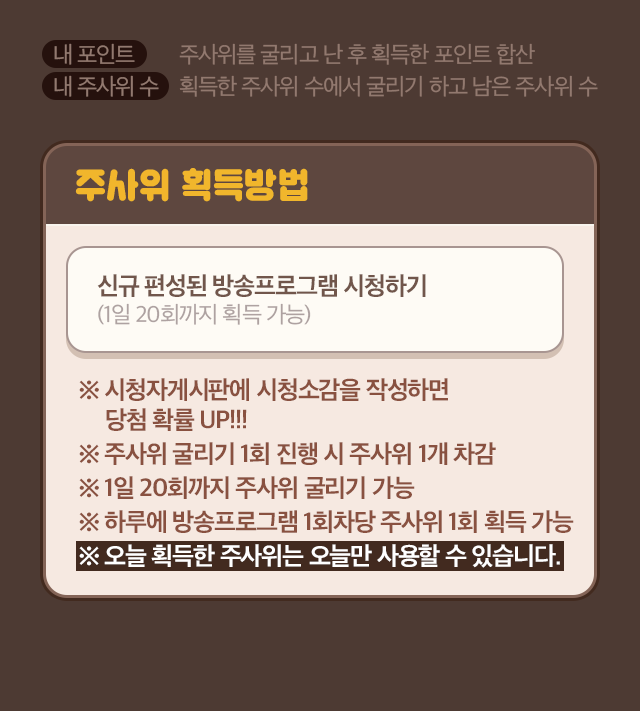 내 포인트 주사위를 굴리고 난 후 획득한 포인트 합산
내 주사위 수 획득한 주사위 수에서 굴리기 하고 남은 주사위 수
주사위 획득방법
신규 편성된 방송프로그램 시청하기
(1일 20회까지 획득 가능)
※ 시청자게시판에 시청소감을 작성하면
당첨 확률 UP!!!
※ 주사위 굴리기 1회 진행 시 주사위 1개 차감
※ 1일 20회까지 주사위 굴리기 가능
※ 하루에 방송프로그램 1회차당 주사위 1회 획득 가능
※ 오늘 획득한 주사위는 오늘만 사용할 수 있습니다.